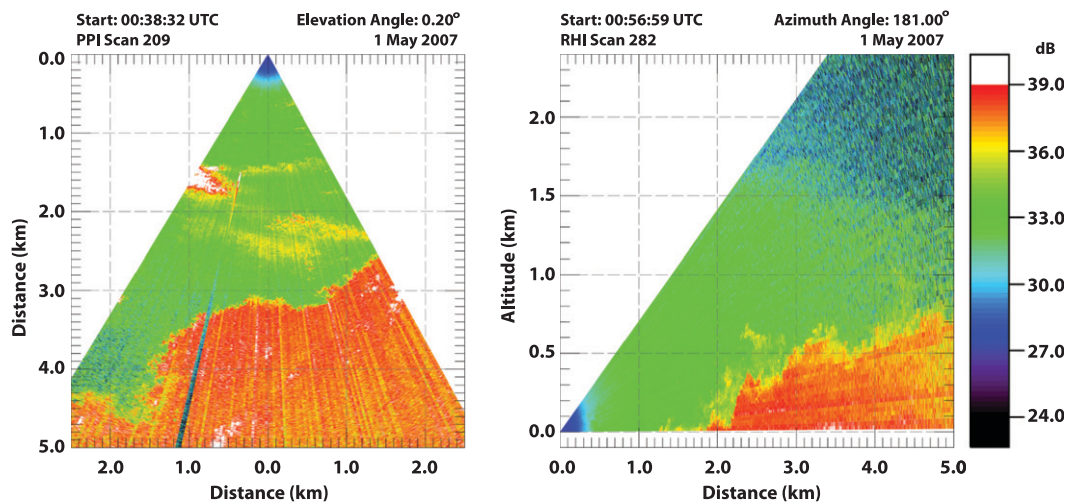 Start: 00:38:32 UTC Elevation Angle: 0.20°
PPI Scan 209 1 May 2007
0.0
1.0
2.0
3.0
4.0
5.0
Distance (km)
2.0 1.0 0.0 1.0 2.0
Distance (km)
Start: 00:56:59 UTC Azimuth Angle: 181.00°
RHI Scan 282 1 May 2007
2.0
1.5
1.0
0.5
0.0
Altitude (km)
0.0 1.0 2.0 3.0 4.0 5.0
Distance (km)
dB
39.0
36.0
33.0
30.0
27.0
24.0